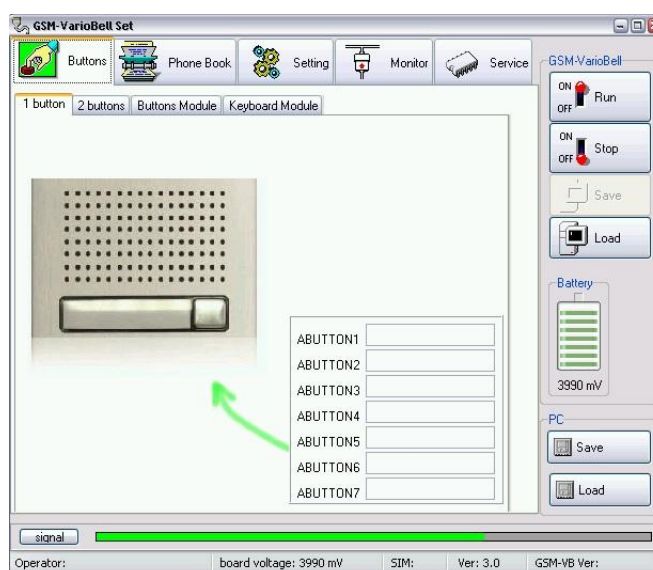 GSM-VarioBell Set
Buttons
Phone Book
Setting
Monitor
Service
1 button
2 buttons
Buttons Module
Keyboard Module
ABUTTON1
ABUTTON2
ABUTTON3
ABUTTON4
ABUTTON5
ABUTTON6
ABUTTON7
GSM-VarioBell
ON
OFF
Run
ON
OFF
Stop
Save
Load
Battery
3990 mV
PC
Save
Load
signal
Operator:
board voltage: 3990 mV
SIM:
Ver: 3.0
GSM-VB Ver: